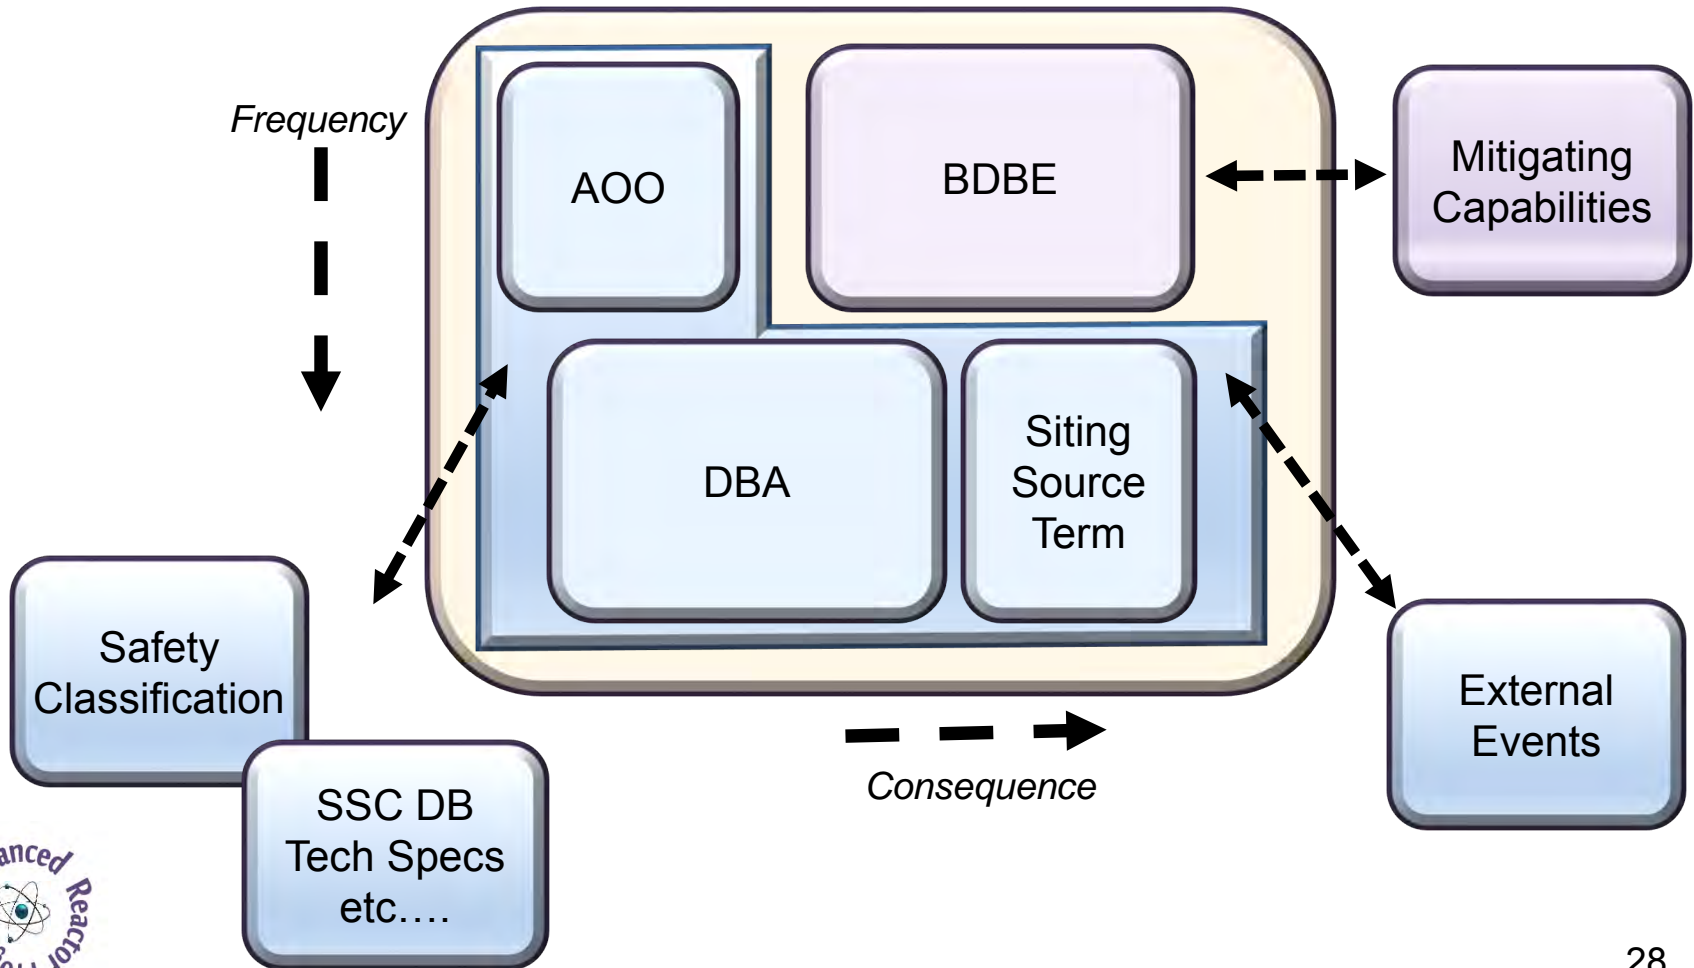 Frequency
AOO
BDBE
Mitigating
Capabilities
DBA
Siting
Source
Term
Safety
Classification
SSC DB
Tech Specs
etc....
Consequence
External
Events
Reactor
28